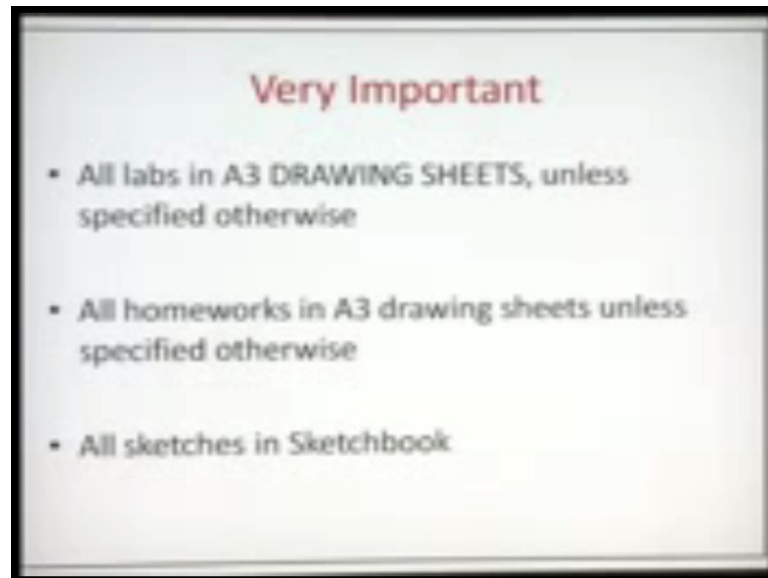 Very Important
• All labs in A3 DRAWING SHEETS, unless
specified otherwise
• All homeworks in A3 drawing sheets unless
specified otherwise
• All sketches in Sketchbook